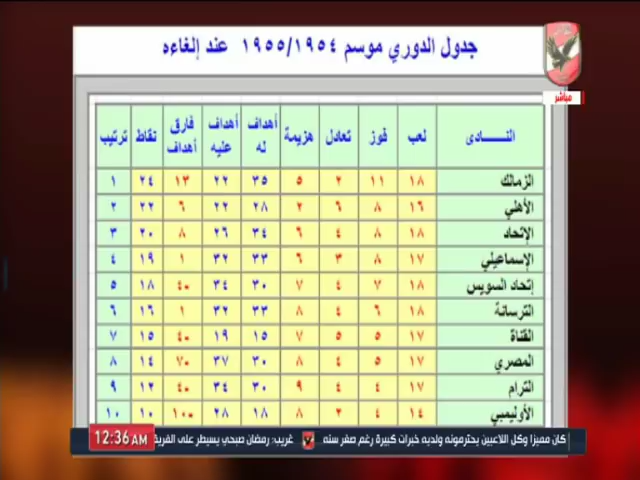 جدول الدوري موسم ١٩٥٥/١٩٥٤ عند إلغاءه
مباشر
النـــادى لعب فوز تعادل هزيمة أهداف له أهداف عليه فارق أهداف نقاط ترتيب
الزمالك ١٨ ١١ ٢ ٥ ٣٥ ٢٢ ١٣ ٢٤ ١
الأهلي ١٦ ٨ ٦ ٢ ٢٨ ٢٢ ٦ ٢٢ ٢
الإتحاد ١٨ ٨ ٤ ٦ ٣٤ ٢٦ ٨ ٢٠ ٣
الإسماعيلي ١٧ ٨ ٣ ٦ ٣٣ ٣٢ ١ ١٩ ٤
إتحاد السويس ١٨ ٧ ٤ ٧ ٣٠ ٣٤ ٤- ١٨ ٥
الترسانة ١٨ ٦ ٤ ٨ ٣٣ ٣٢ ١ ١٦ ٦
القناة ١٧ ٥ ٥ ٧ ١٥ ١٩ ٤- ١٥ ٧
المصري ١٧ ٥ ٤ ٨ ٣٠ ٣٧ ٧- ١٤ ٨
الترام ١٧ ٤ ٤ ٩ ٣٠ ٣٤ ٤- ١٢ ٩
الأوليمبي ١٤ ٤ ٢ ٨ ١٨ ٢٨ ١٠- ١٠ ١٠
كان مميزا وكل اللاعبين يحترمونه ولديه خبرات كبيرة رغم صغر سنه غريب: رمضان صبحي يسيطر على الفريق
12:36 AM